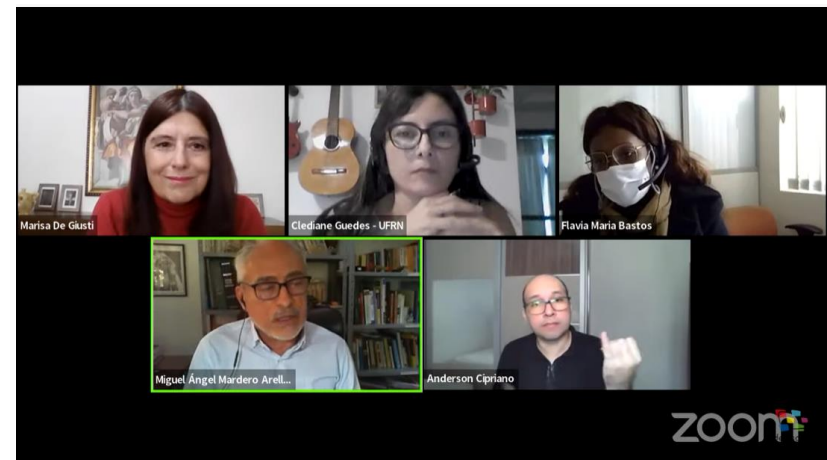 Marisa De Giusti
Clediane Guedes - UFRN
Flavia Maria Bastos
Miguel Ángel Mardero Arell...
Anderson Cipriano
zoom